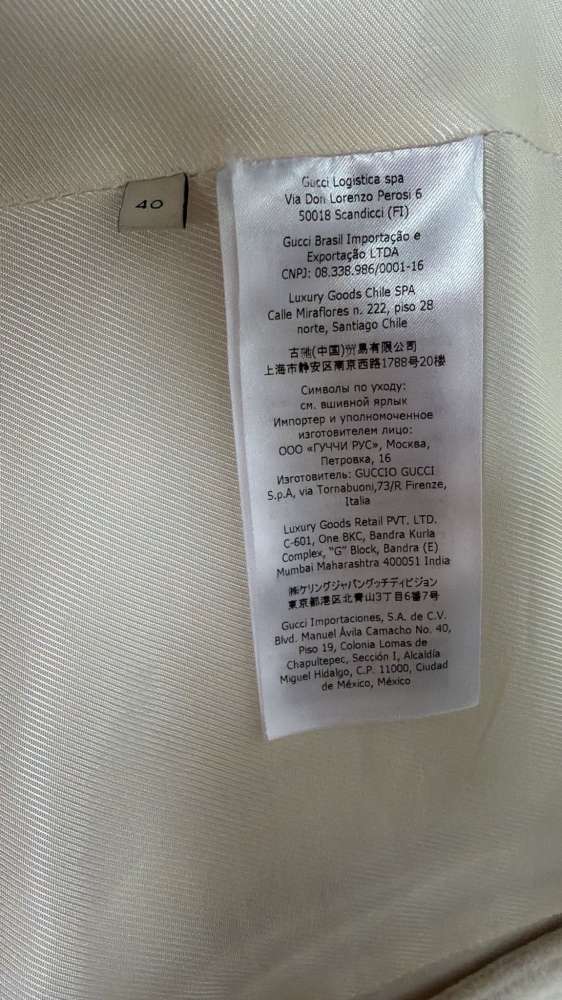 40
Gucci Logistica spa
Via Don Lorenzo Perosi 6
50018 Scandicci (FI)
Gucci Brasil Importação e
Exportação LTDA
CNPJ: 08.338.986/0001-16
Luxury Goods Chile SPA
Calle Miraflores n. 222, piso 28
norte, Santiago Chile
古驰(中国)贸易有限公司
上海市静安区南京西路1788号20楼
Символы по уходу:
см. вшивной ярлык
Импортер и уполномоченное
изготовителем лицо:
ООО «ГУЧЧИ РУС», Москва,
Петровка, 16
Изготовитель: GUCCIO GUCCI
S.p.A, via Tornabuoni,73/R Firenze,
Italia
Luxury Goods Retail PVT. LTD.
C-601, One BKC, Bandra Kurla
Complex, “G” Block, Bandra (E)
Mumbai Maharashtra 400051 India
㈱ケリングジャパングッチディビジョン
東京都港区北青山3丁目6番7号
Gucci Importaciones, S.A. de C.V.
Blvd. Manuel Ávila Camacho No. 40,
Piso 19, Colonia Lomas de
Chapultepec, Sección I, Alcaldía
Miguel Hidalgo, C.P. 11000, Ciudad
de México, México